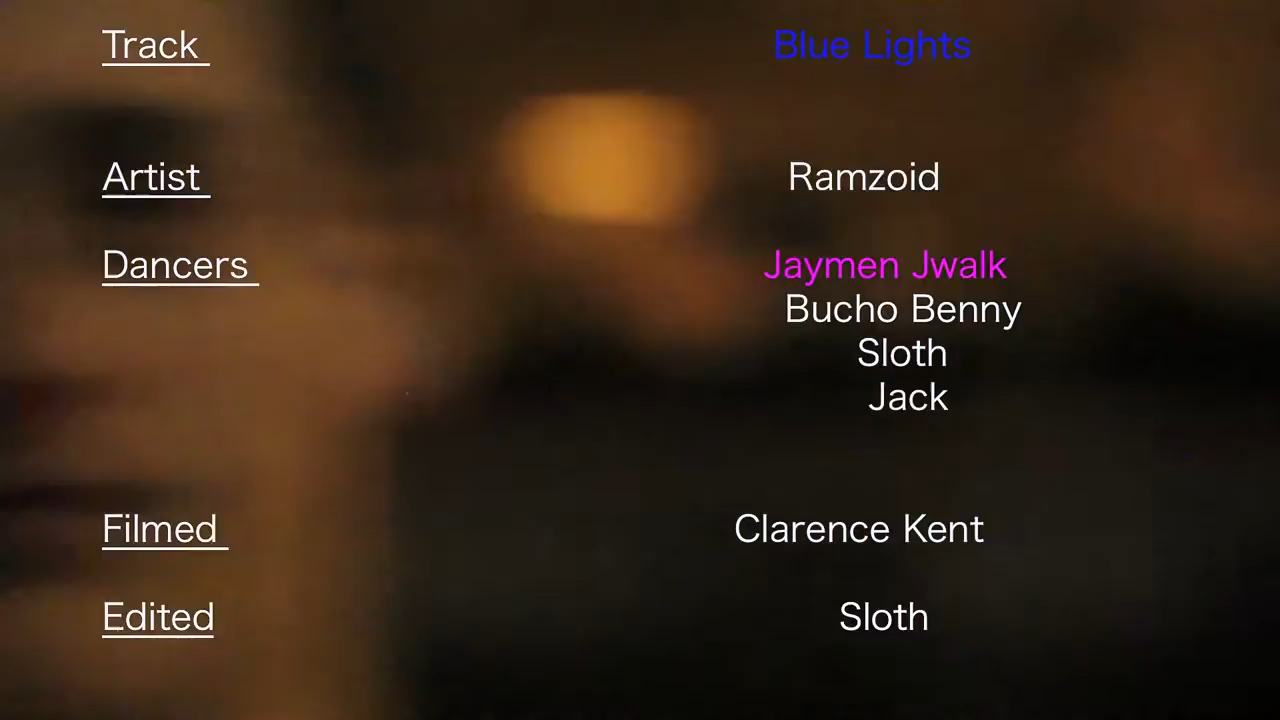 Track Blue Lights
Artist Ramzoid
Dancers Jaymen Jwalk
Bucho Benny
Sloth
Jack
Filmed Clarence Kent
Edited Sloth